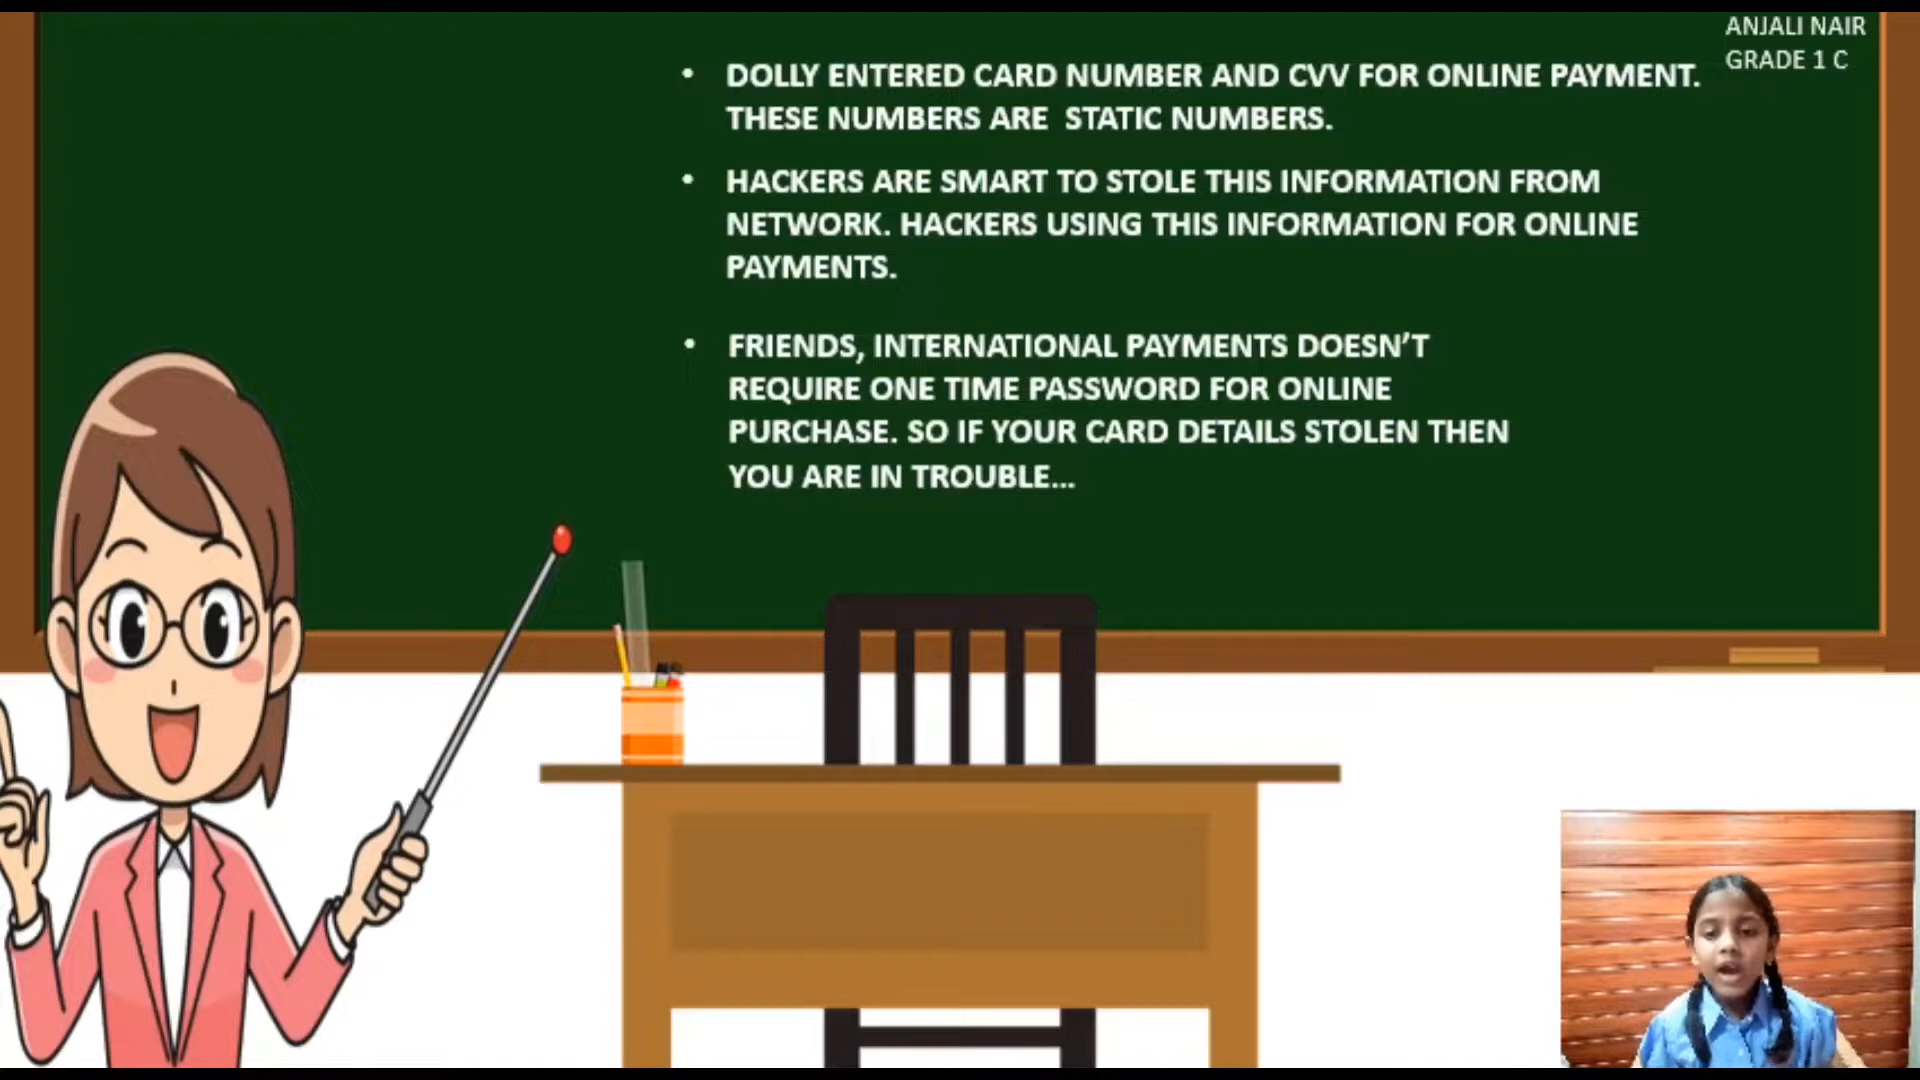 ANJALI NAIR
GRADE 1 C
• DOLLY ENTERED CARD NUMBER AND CVV FOR ONLINE PAYMENT.
THESE NUMBERS ARE STATIC NUMBERS.
• HACKERS ARE SMART TO STOLE THIS INFORMATION FROM
NETWORK. HACKERS USING THIS INFORMATION FOR ONLINE
PAYMENTS.
• FRIENDS, INTERNATIONAL PAYMENTS DOESN’T
REQUIRE ONE TIME PASSWORD FOR ONLINE
PURCHASE. SO IF YOUR CARD DETAILS STOLEN THEN
YOU ARE IN TROUBLE...